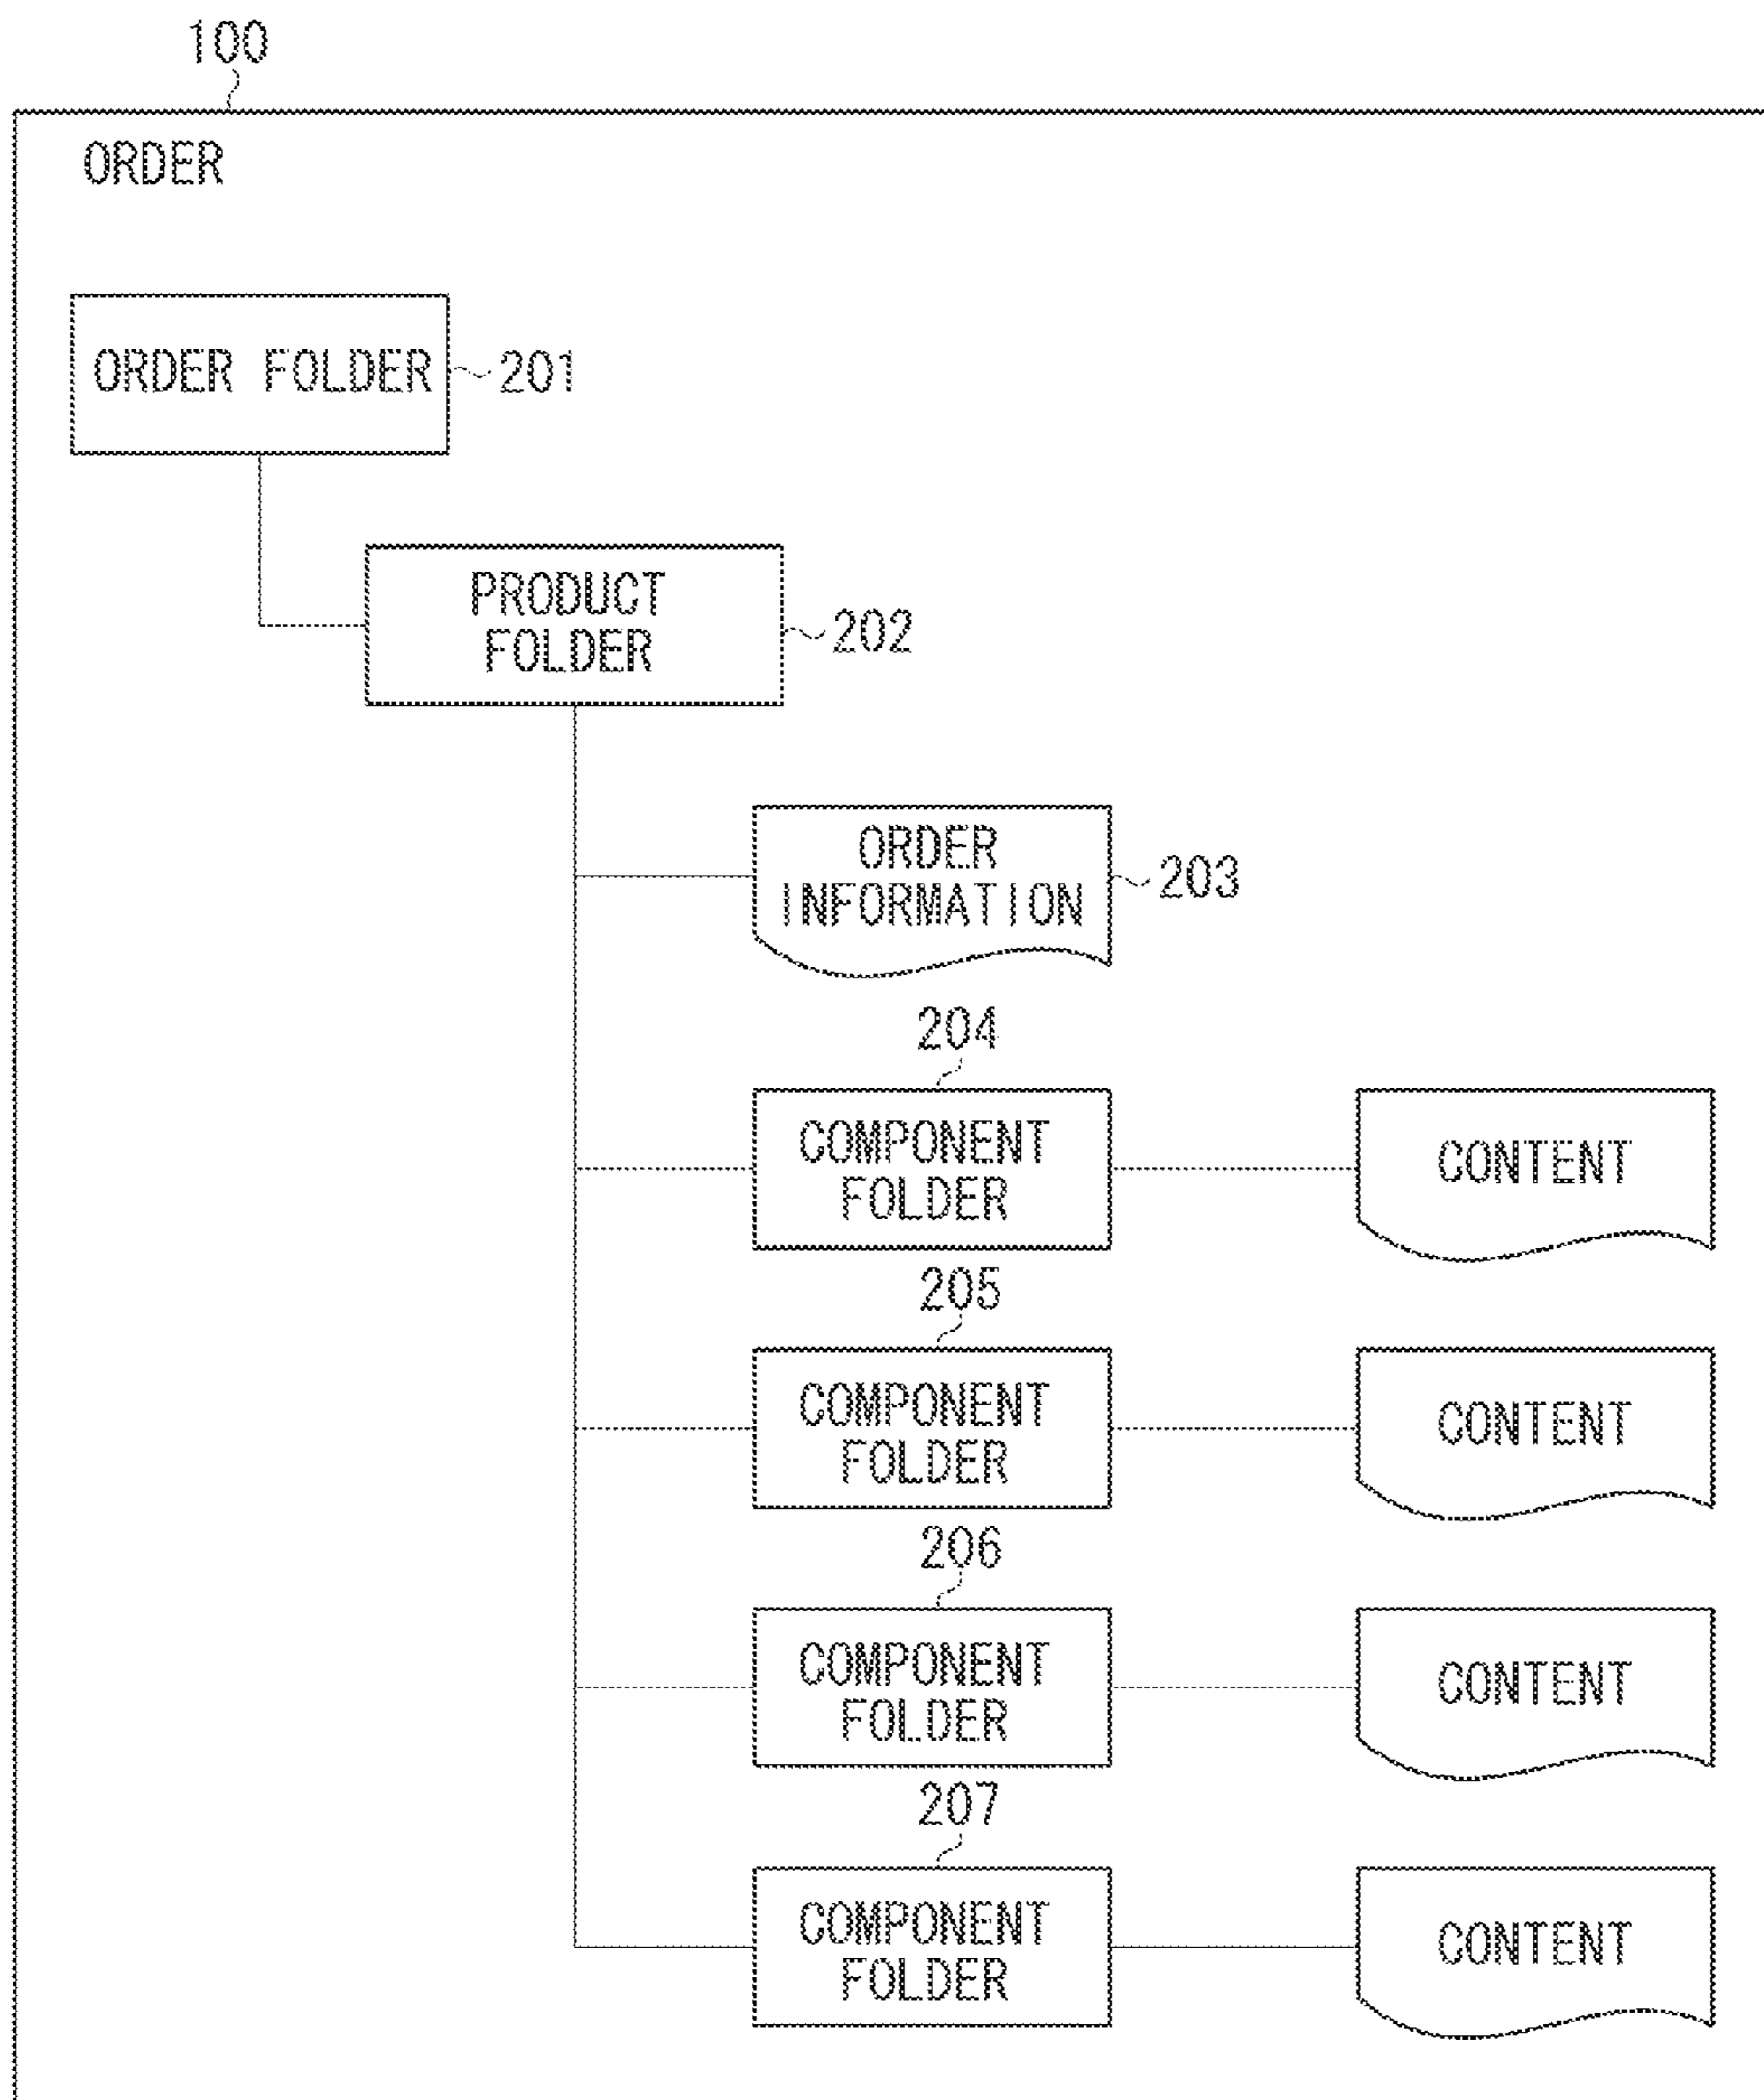 100
ORDER
ORDER FOLDER
201
PRODUCT
FOLDER
202
ORDER
INFORMATION
203
204
COMPONENT
FOLDER
CONTENT
205
COMPONENT
FOLDER
CONTENT
206
COMPONENT
FOLDER
CONTENT
207
COMPONENT
FOLDER
CONTENT